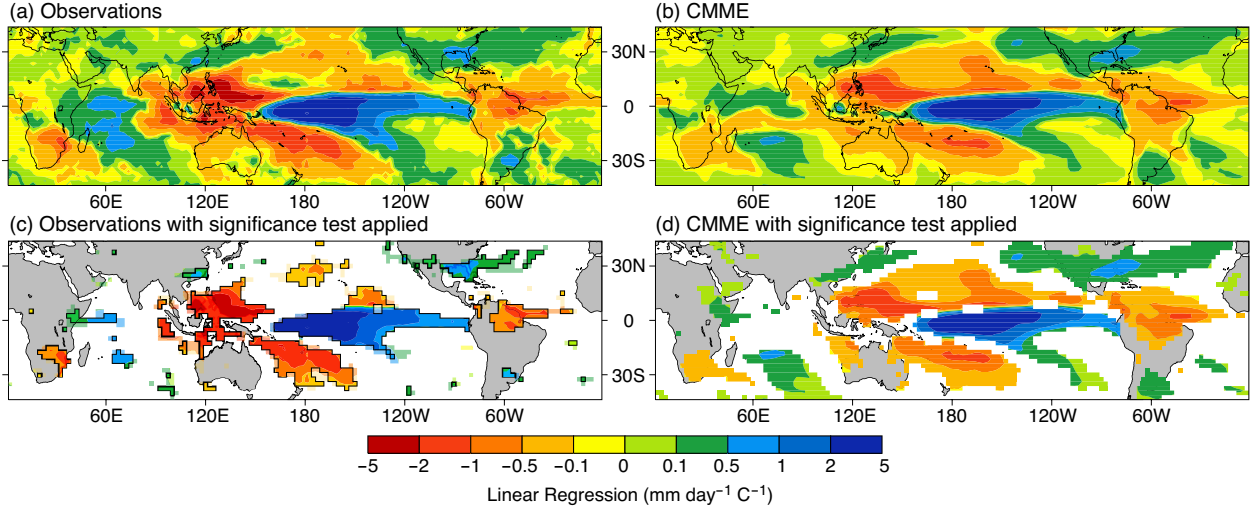 (a) Observations
(b) CMME
30N
0
30S
30N
0
30S
60E
120E
180
120W
60W
60E
120E
180
120W
60W
(c) Observations with significance test applied
(d) CMME with significance test applied
30N
0
30S
30N
0
30S
60E
120E
180
120W
60W
60E
120E
180
120W
60W
−5 −2 −1 −0.5 −0.1 0 0.1 0.5 1 2 5
Linear Regression (mm day⁻¹ C⁻¹)